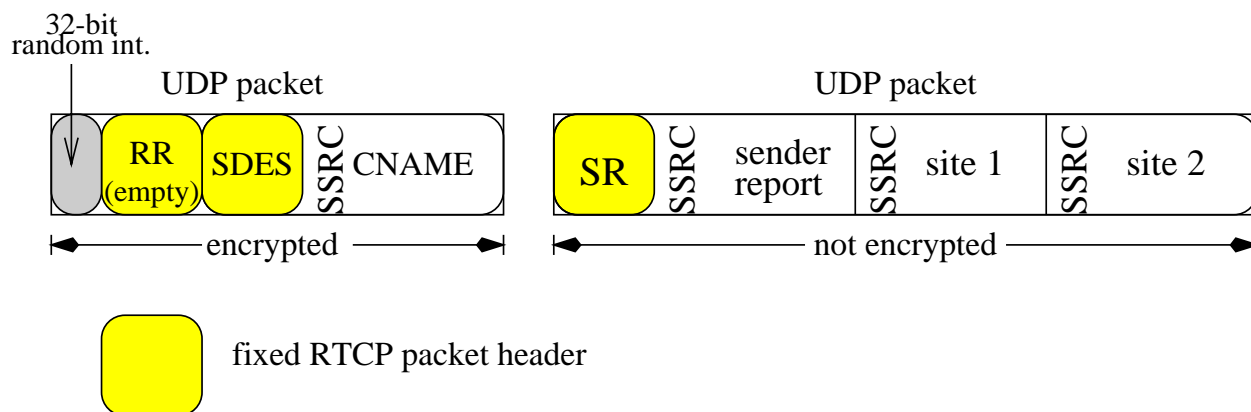 32-bit
random int.
UDP packet
UDP packet
RR
(empty)
SDES
SSRC
CNAME
SR
SSRC
sender
report
SSRC
site 1
SSRC
site 2
encrypted
not encrypted
fixed RTCP packet header